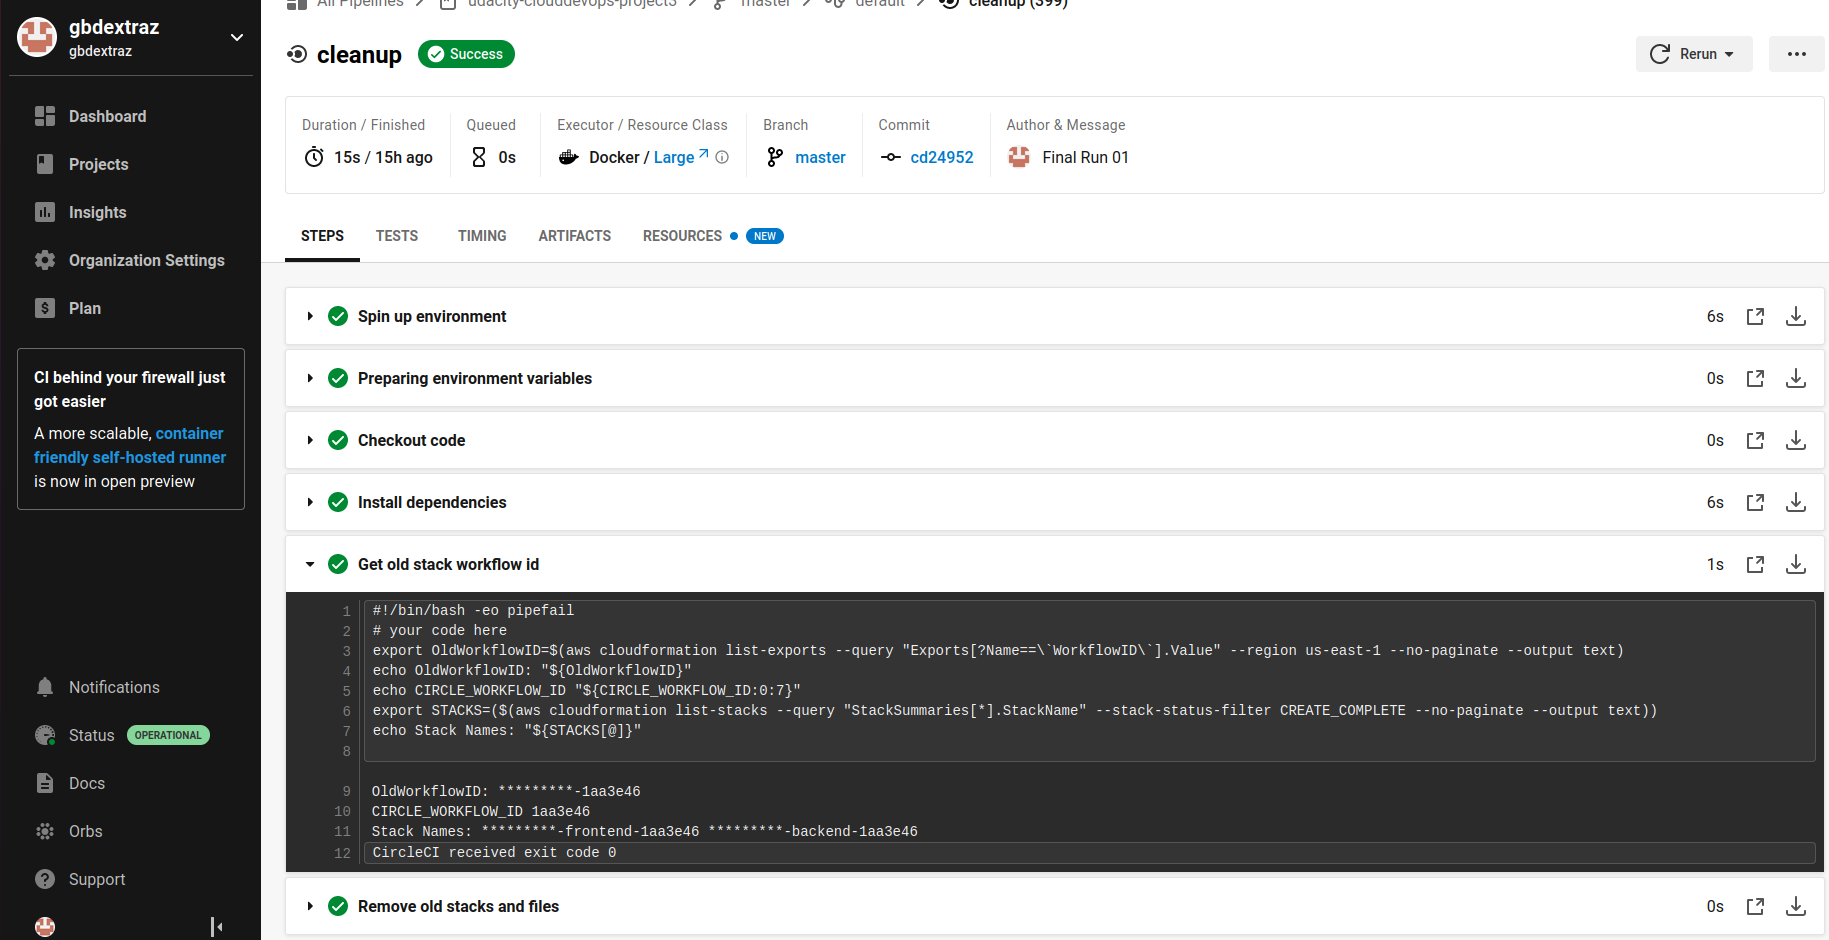 gbdextraz
gbdextraz
Dashboard
Projects
Insights
Organization Settings
Plan
CI behind your firewall just
got easier
A more scalable, container
friendly self-hosted runner
is now in open preview
Notifications
Status OPERATIONAL
Docs
Orbs
Support
All Pipelines udacity-clouddevops-project3 master default cleanup (399)
cleanup Success Rerun
Duration / Finished Queued Executor / Resource Class Branch Commit Author & Message
15s / 15h ago 0s Docker / Large master cd24952 Final Run 01
STEPS TESTS TIMING ARTIFACTS RESOURCES NEW
Spin up environment 6s
Preparing environment variables 0s
Checkout code 0s
Install dependencies 6s
Get old stack workflow id 1s
1 #!/bin/bash -eo pipefail
2 # your code here
3 export OldWorkflowID=$(aws cloudformation list-exports --query "Exports[?Name==\`WorkflowID\`].Value" --region us-east-1 --no-paginate --output text)
4 echo OldWorkflowID: "${OldWorkflowID}"
5 echo CIRCLE_WORKFLOW_ID "${CIRCLE_WORKFLOW_ID:0:7}"
6 export STACKS=($(aws cloudformation list-stacks --query "StackSummaries[*].StackName" --stack-status-filter CREATE_COMPLETE --no-paginate --output text))
7 echo Stack Names: "${STACKS[@]}"
8
9 OldWorkflowID: *********-1aa3e46
10 CIRCLE_WORKFLOW_ID 1aa3e46
11 Stack Names: *********-frontend-1aa3e46 *********-backend-1aa3e46
12 CircleCI received exit code 0
Remove old stacks and files 0s